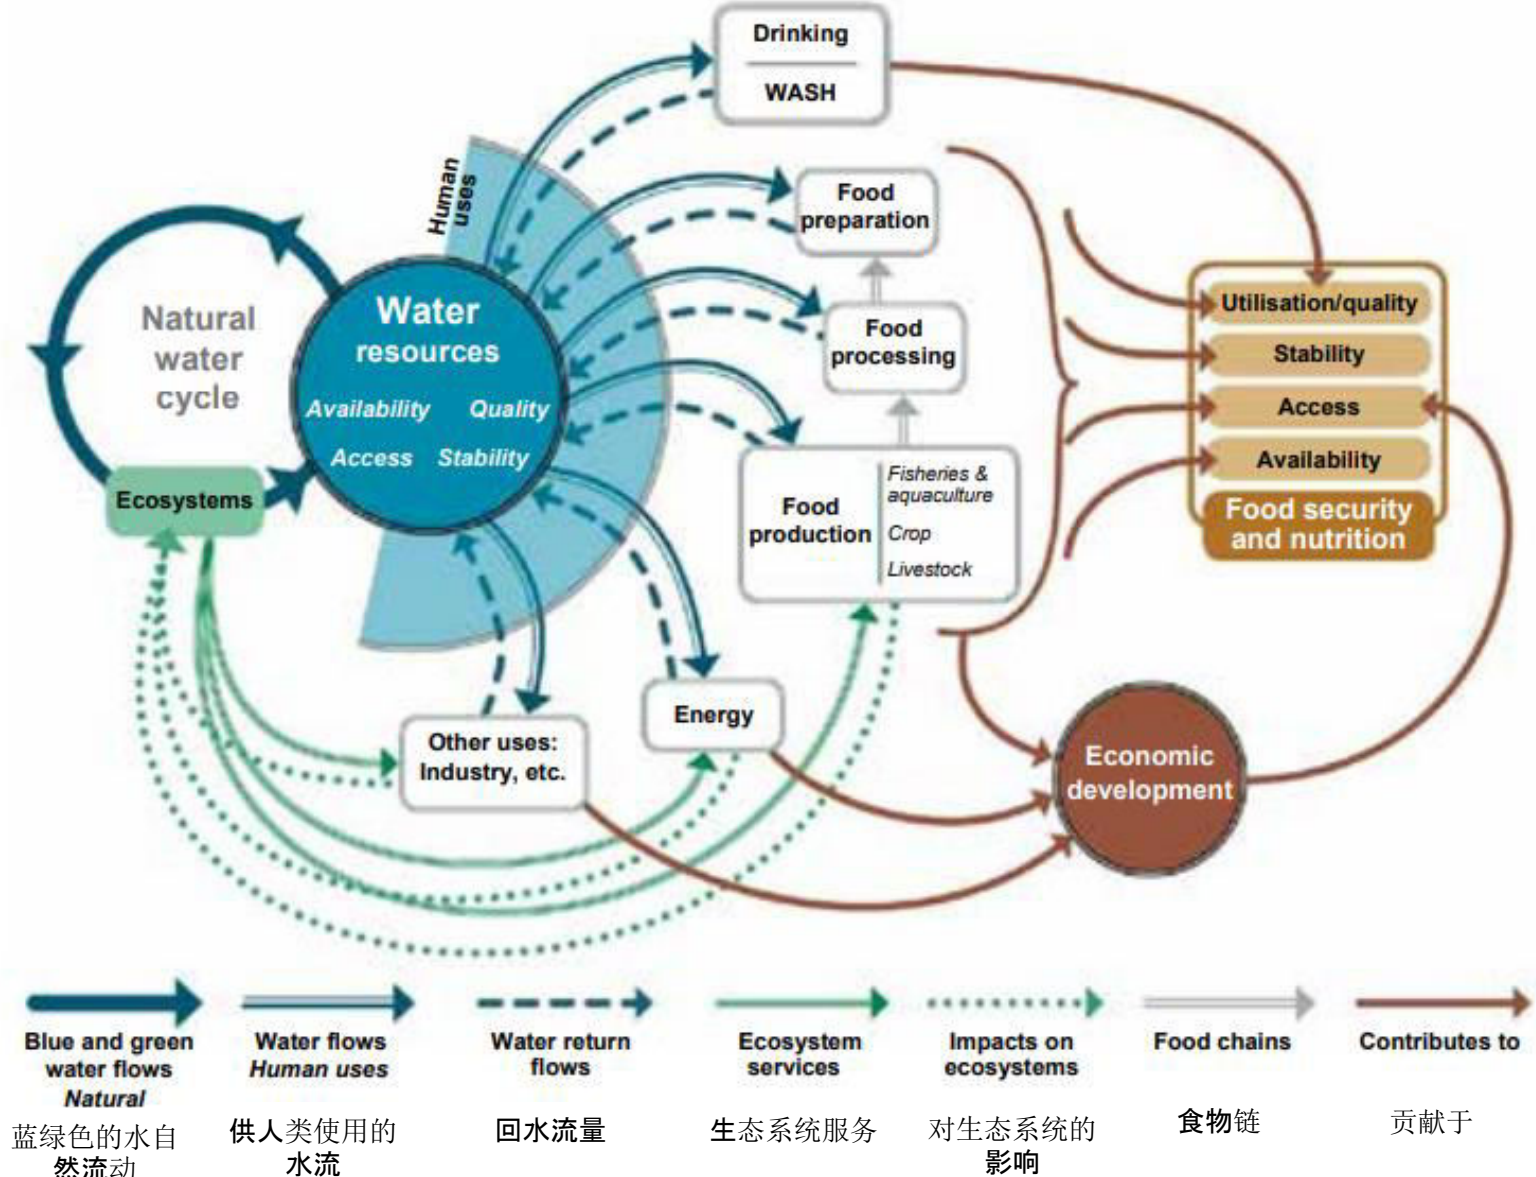 Drinking
WASH
Human
uses
Food
preparation
Natural
water
cycle
Water
resources
Availability Quality
Access Stability
Food
processing
Utilisation/quality
Stability
Access
Availability
Food security
and nutrition
Ecosystems
Food
production
Fisheries &
aquaculture
Crop
Livestock
Energy
Other uses:
Industry, etc.
Economic
development
Blue and green
water flows
Natural
蓝绿色的水自
然流动
Water flows
Human uses
供人类使用的
水流
Water return
flows
回水流量
Ecosystem
services
生态系统服务
Impacts on
ecosystems
对生态系统的
影响
Food chains
食物链
Contributes to
贡献于